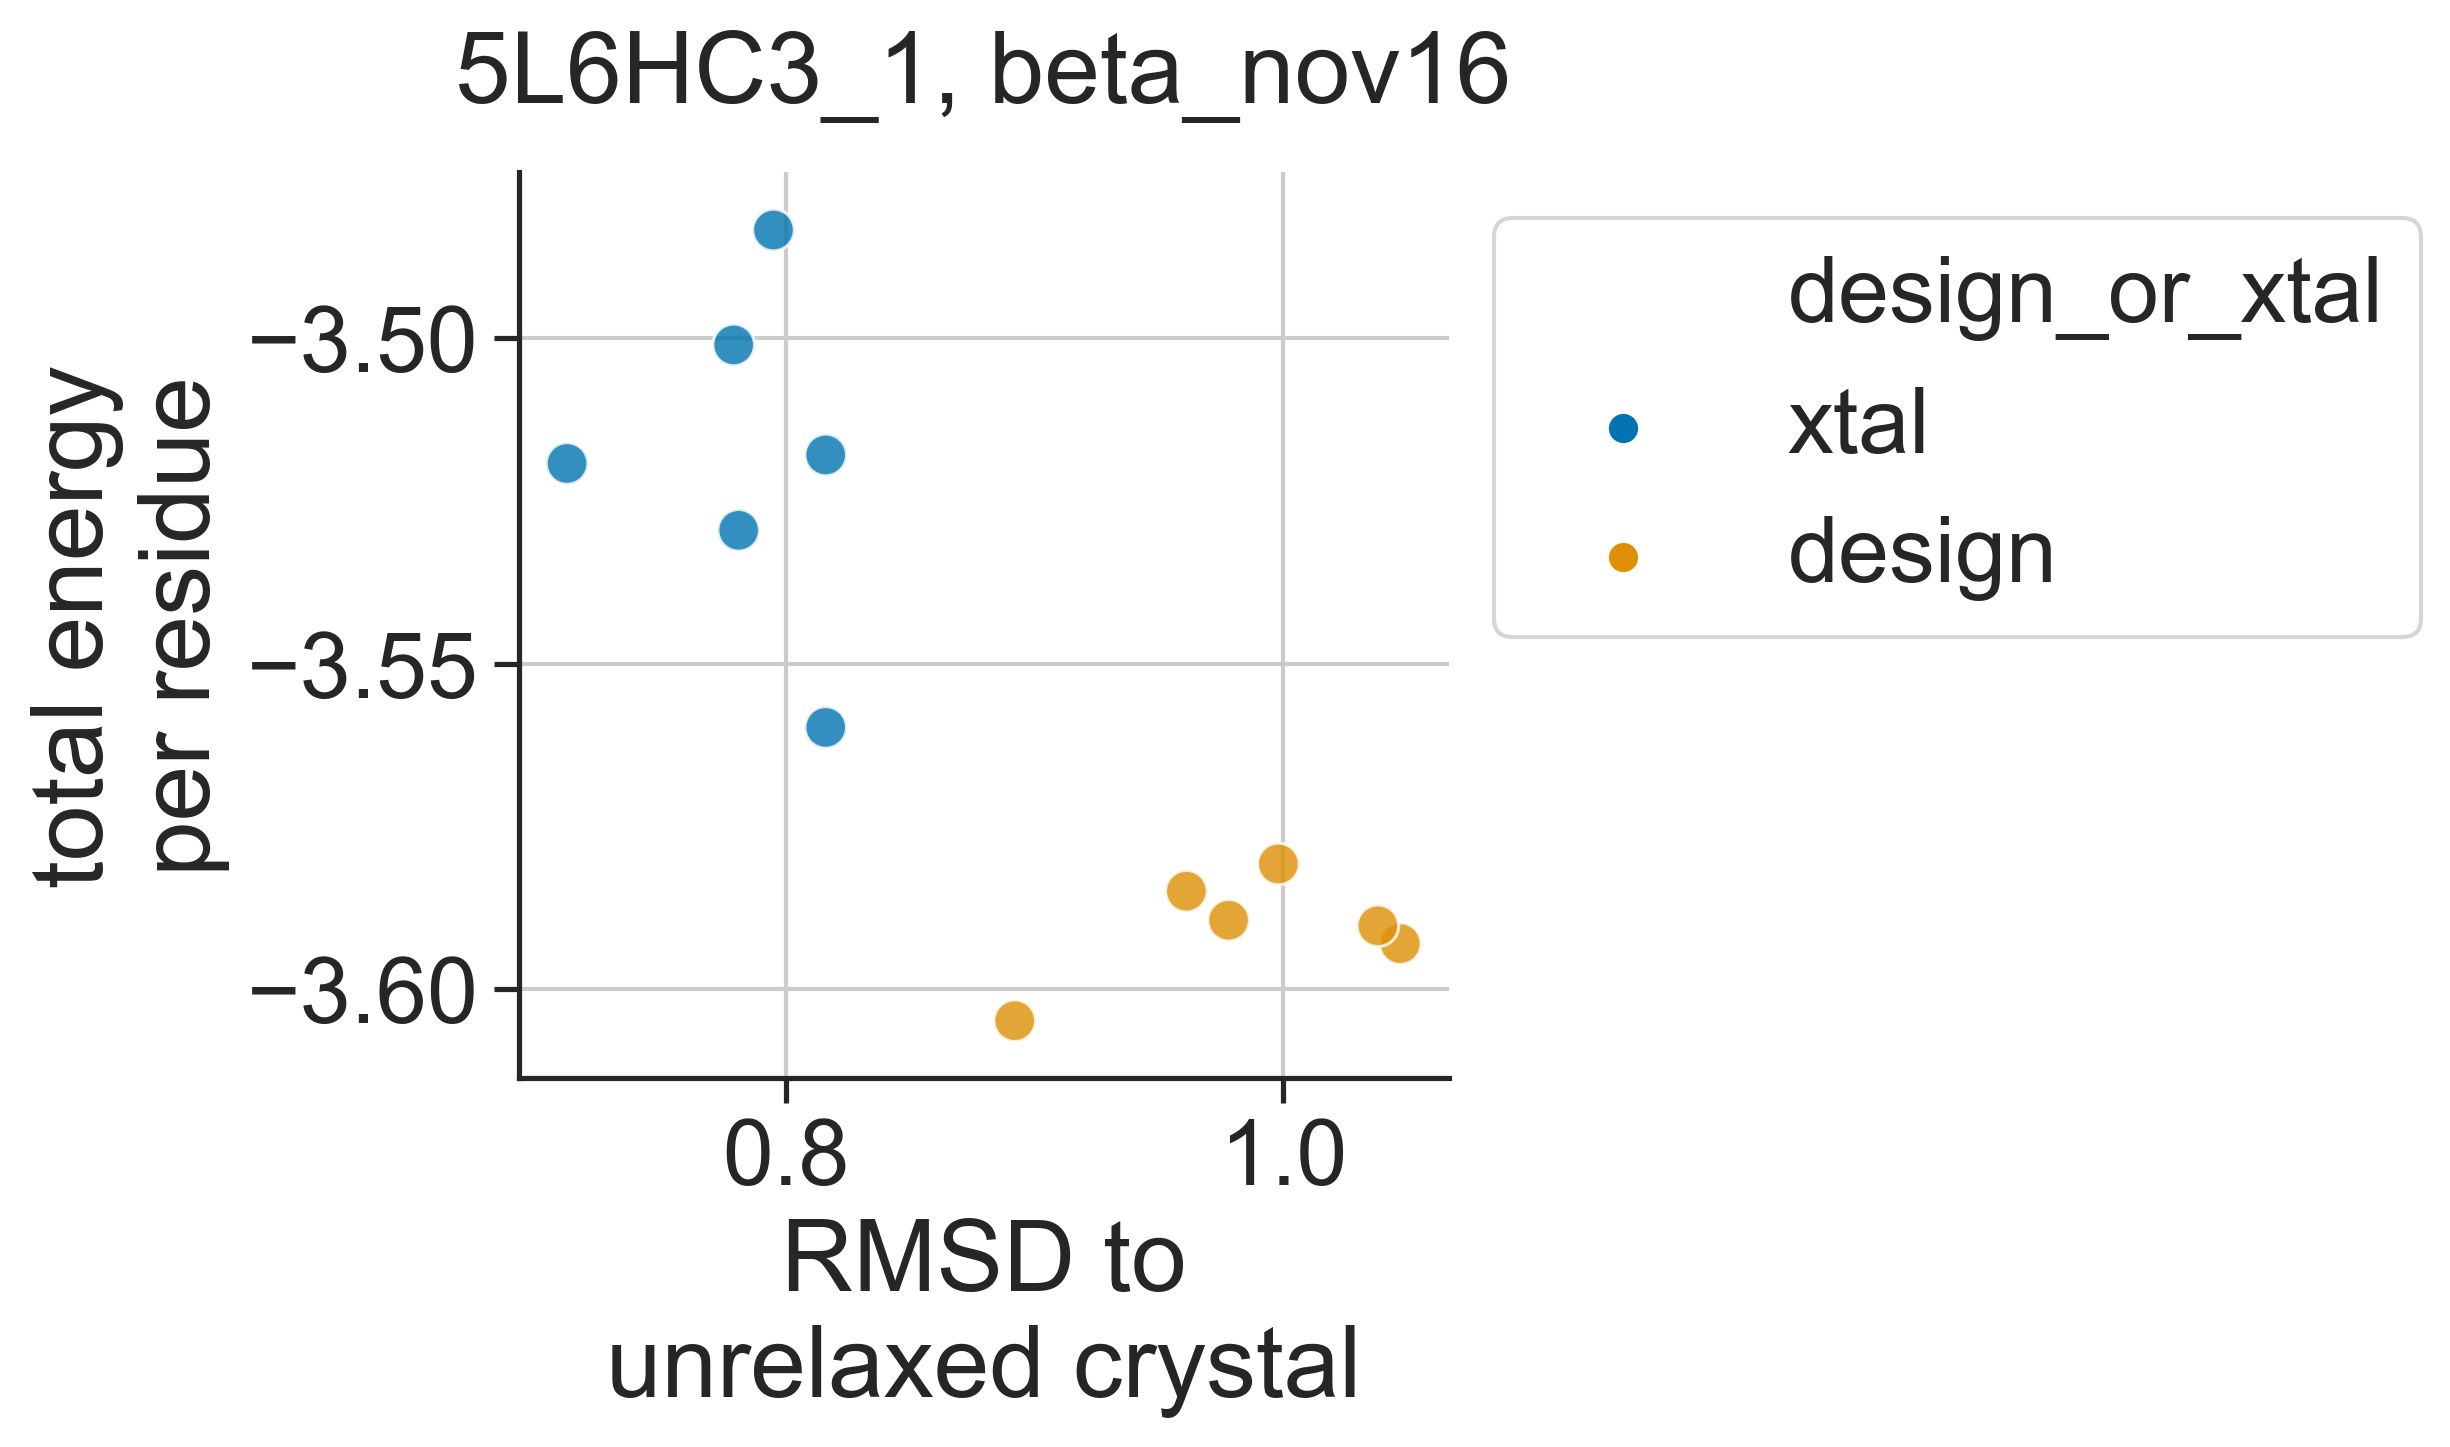 5L6HC3_1, beta_nov16
total energy
per residue
−3.50
−3.55
−3.60
0.8
1.0
RMSD to
unrelaxed crystal
design_or_xtal
xtal
design